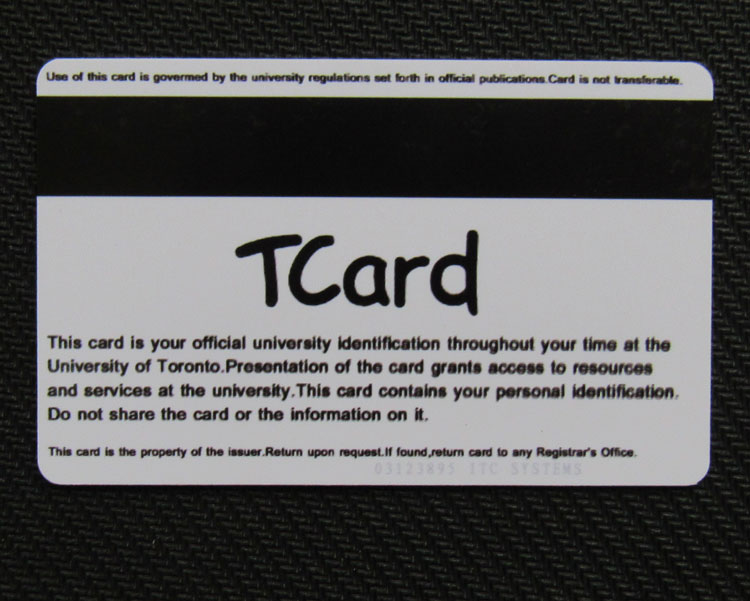 Use of this card is governed by the university regulations set forth in official publications.Card is not transferable.
TCard
This card is your official university identification throughout your time at the
University of Toronto.Presentation of the card grants access to resources
and services at the university.This card contains your personal identification.
Do not share the card or the information on it.
This card is the property of the issuer.Return upon request.If found,return card to any Registrar's Office.
03123895 ITC SYSTEMS